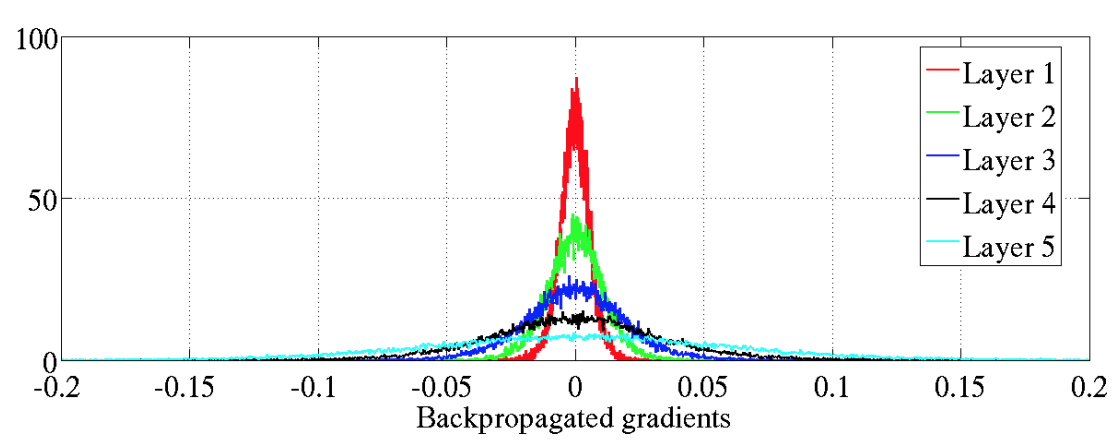 100
50
0
-0.2 -0.15 -0.1 -0.05 0 0.05 0.1 0.15 0.2
Backpropagated gradients
Layer 1
Layer 2
Layer 3
Layer 4
Layer 5